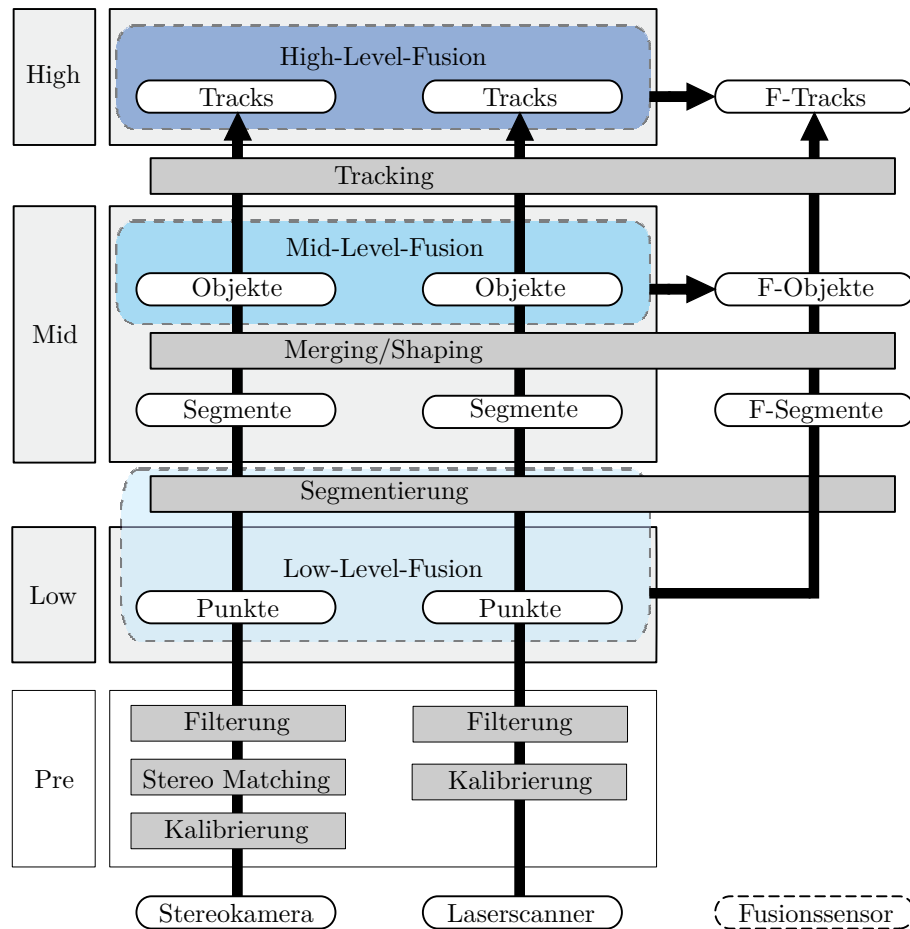 High
High-Level-Fusion
Tracks
Tracks
F-Tracks
Tracking
Mid
Mid-Level-Fusion
Objekte
Objekte
F-Objekte
Merging/Shaping
Segmente
Segmente
F-Segmente
Segmentierung
Low
Low-Level-Fusion
Punkte
Punkte
Pre
Filterung
Filterung
Stereo Matching
Kalibrierung
Kalibrierung
Stereokamera
Laserscanner
Fusionssensor